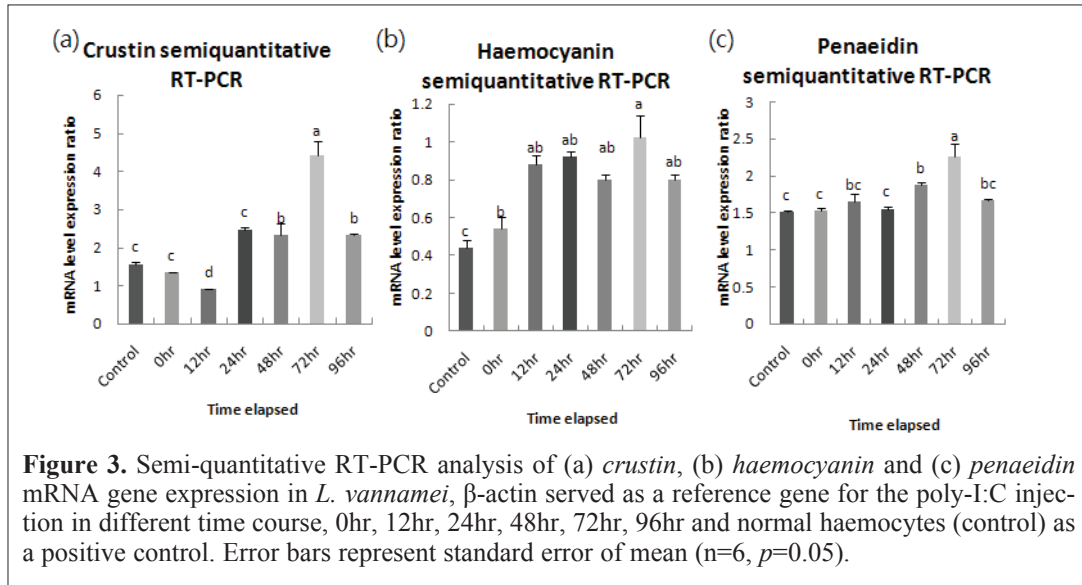 (a) Crustin semiquantitative
RT-PCR
mRNA level expression ratio
6
5
4
3
2
1
0
c
c
d
c
b
a
b
Control
0hr
12hr
24hr
48hr
72hr
96hr
Time elapsed
(b) Haemocyanin
semiquantitative RT-PCR
mRNA level expression ratio
1.2
1
0.8
0.6
0.4
0.2
0
c
b
ab
ab
ab
a
ab
Control
0hr
12hr
24hr
48hr
72hr
96hr
Time elapsed
(c) Penaeidin
semiquantitative RT-PCR
mRNA level expression ratio
3
2.5
2
1.5
1
0.5
0
c
c
bc
c
b
a
bc
Control
0hr
12hr
24hr
48hr
72hr
96hr
Time elapsed
Figure 3. Semi-quantitative RT-PCR analysis of (a) crustin, (b) haemocyanin and (c) penaeidin
mRNA gene expression in L. vannamei, β-actin served as a reference gene for the poly-I:C injec-
tion in different time course, 0hr, 12hr, 24hr, 48hr, 72hr, 96hr and normal haemocytes (control) as
a positive control. Error bars represent standard error of mean (n=6, p=0.05).